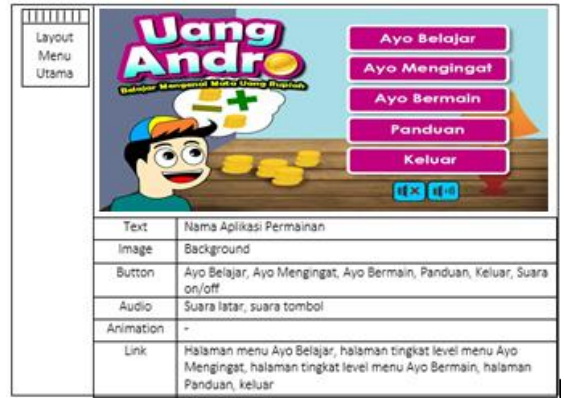 Layout
Menu
Utama
Uang
Andro
Belajar Mengenal Mata Uang Rupiah
Ayo Belajar
Ayo Mengingat
Ayo Bermain
Panduan
Keluar
Text Nama Aplikasi Permainan
Image Background
Button Ayo Belajar, Ayo Mengingat, Ayo Bermain, Panduan, Keluar, Suara
on/off
Audio Suara latar, suara tombol
Animation -
Link Halaman menu Ayo Belajar, halaman tingkat level menu Ayo
Mengingat, halaman tingkat level menu Ayo Bermain, halaman
Panduan, keluar